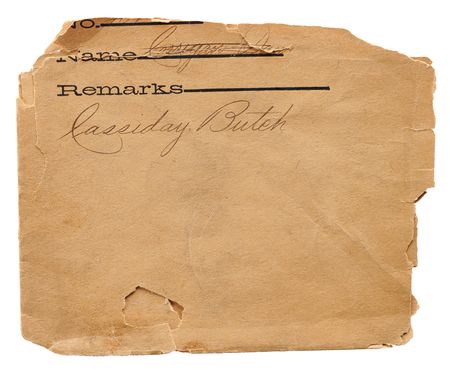 No.
Name
Remarks
Cassiday, Butch